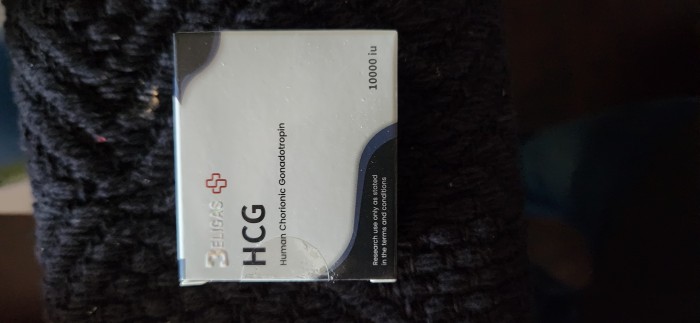 BELIGAS
HCG
Human Chorionic Gonadotropin
10000 iu
Research use only as stated
in the terms and conditions